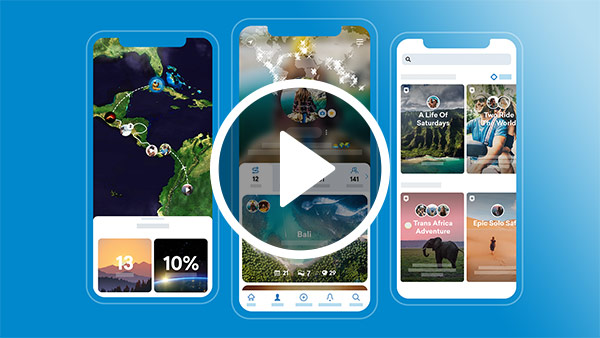 13
10%
12
141
Bali
21
7
29
A Life Of
Saturdays
Two Ride
The World
Trans Africa
Adventure
Epic Solo Saf